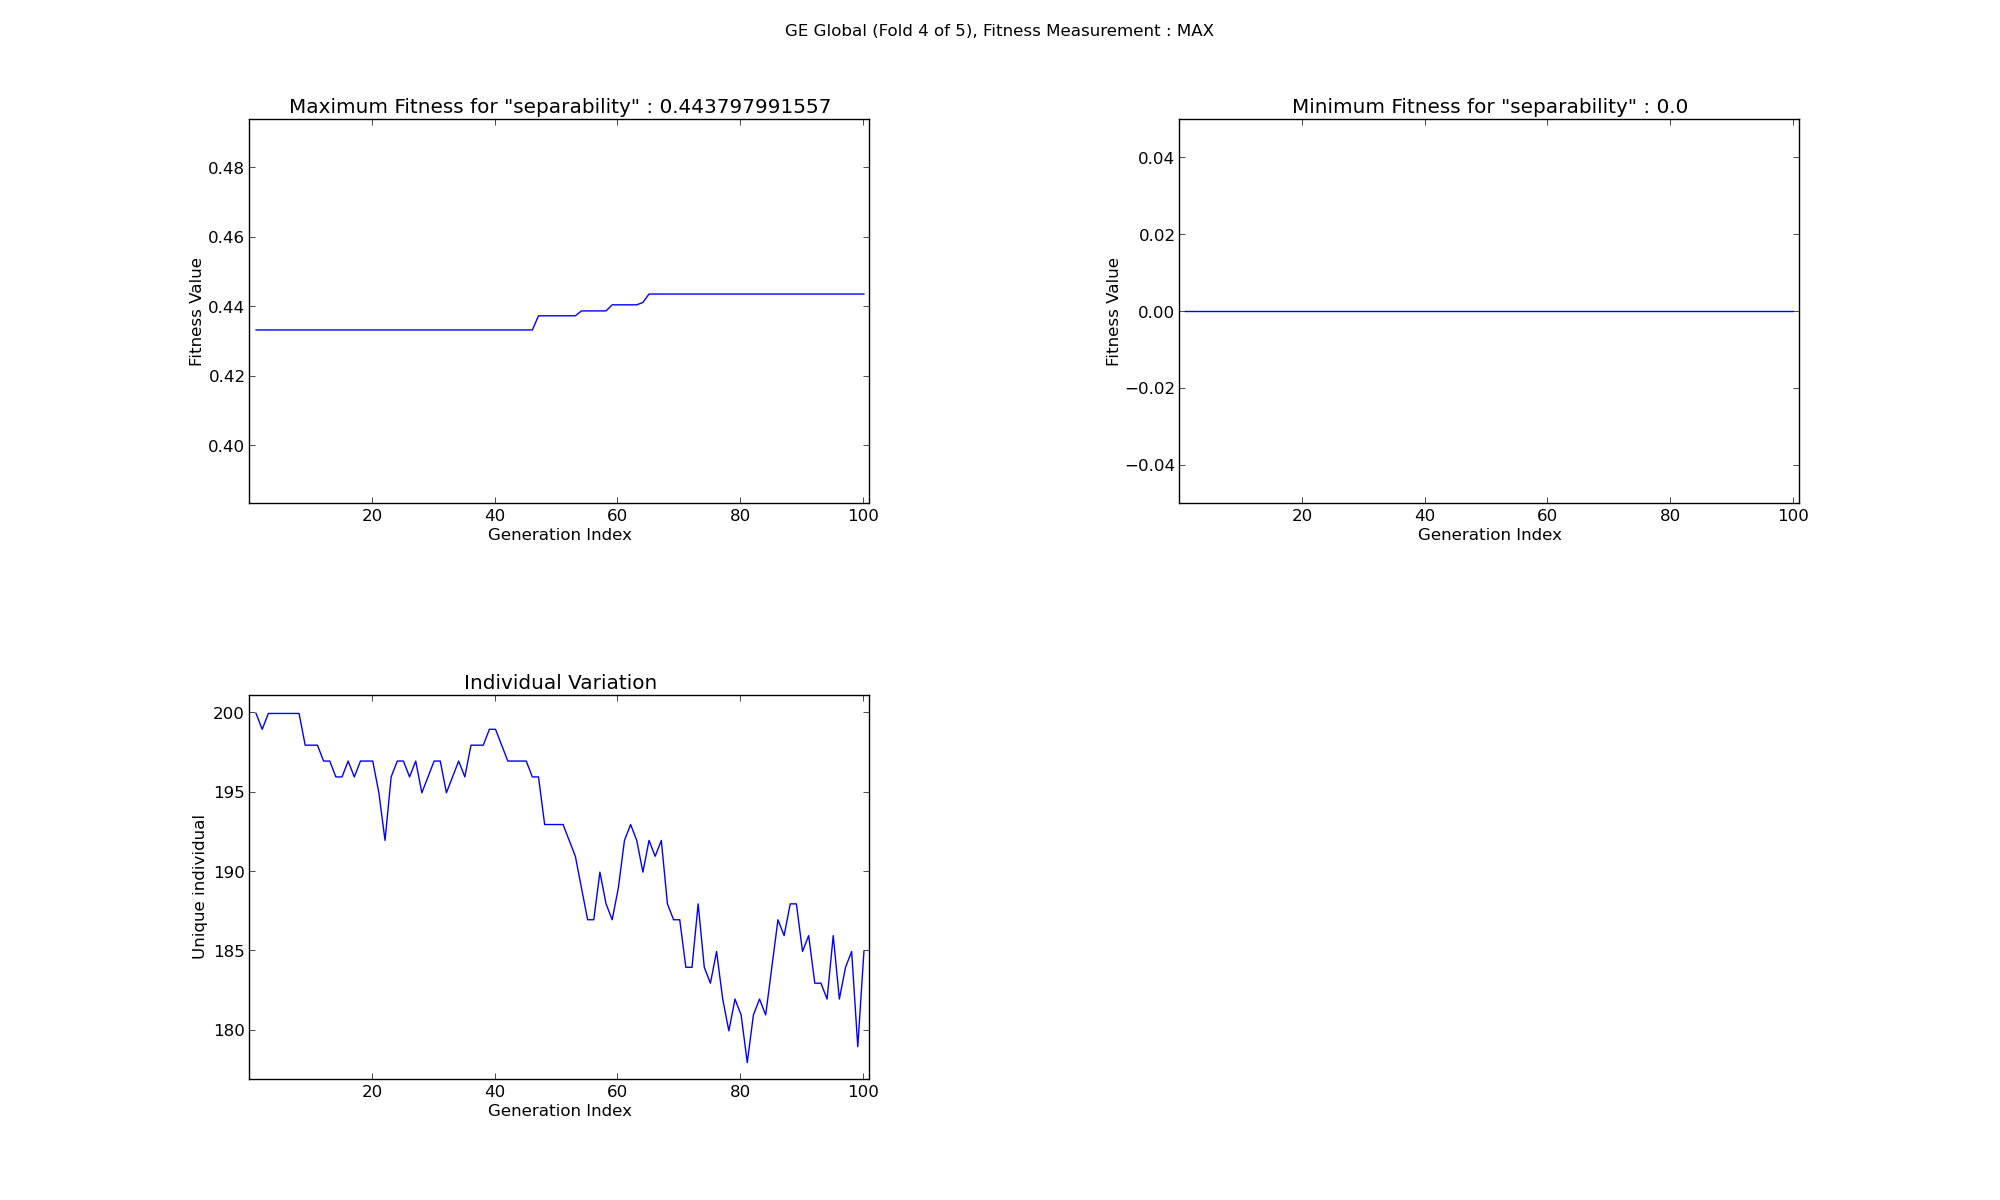 GE Global (Fold 4 of 5), Fitness Measurement : MAX
Maximum Fitness for "separability" : 0.443797991557
0.48
0.46
0.44
0.42
0.40
Fitness Value
20 40 60 80 100
Generation Index
Minimum Fitness for "separability" : 0.0
0.04
0.02
0.00
−0.02
−0.04
Fitness Value
20 40 60 80 100
Generation Index
Individual Variation
200
195
190
185
180
Unique individual
20 40 60 80 100
Generation Index